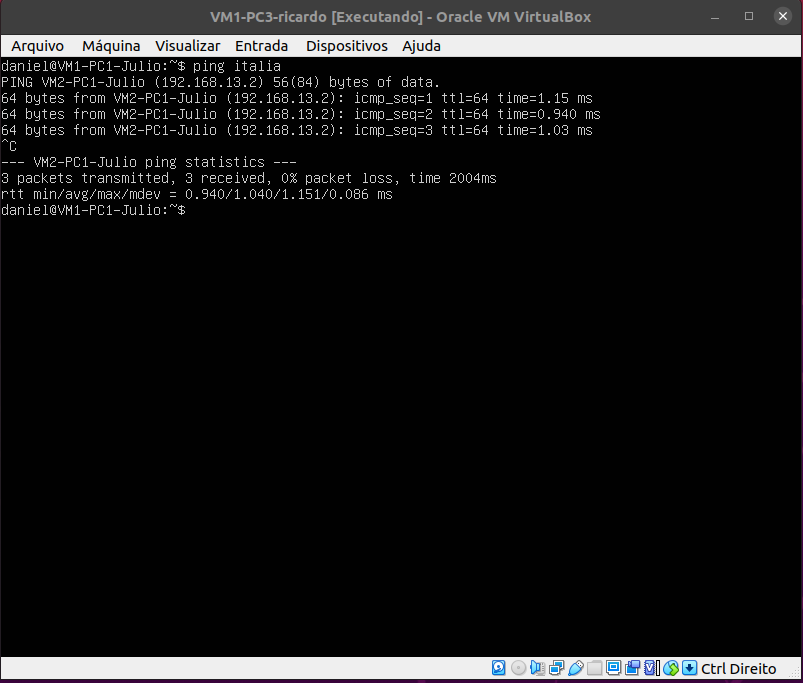 VM1-PC3-ricardo [Executando] - Oracle VM VirtualBox
Arquivo Máquina Visualizar Entrada Dispositivos Ajuda
daniel@VM1-PC1-Julio:~$ ping italia
PING VM2-PC1-Julio (192.168.13.2) 56(84) bytes of data.
64 bytes from VM2-PC1-Julio (192.168.13.2): icmp_seq=1 ttl=64 time=1.15 ms
64 bytes from VM2-PC1-Julio (192.168.13.2): icmp_seq=2 ttl=64 time=0.940 ms
64 bytes from VM2-PC1-Julio (192.168.13.2): icmp_seq=3 ttl=64 time=1.03 ms
^C
--- VM2-PC1-Julio ping statistics ---
3 packets transmitted, 3 received, 0% packet loss, time 2004ms
rtt min/avg/max/mdev = 0.940/1.040/1.151/0.086 ms
daniel@VM1-PC1-Julio:~$
Ctrl Direito